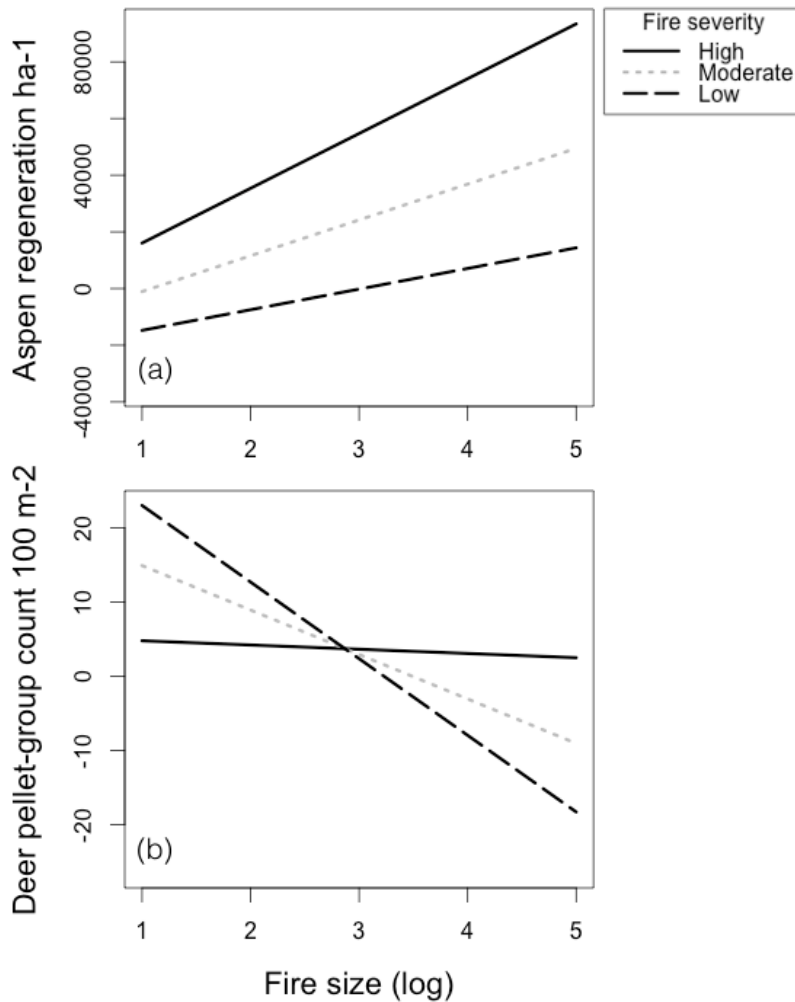 Fire severity
High
Moderate
Low
Aspen regeneration ha-1
80000
40000
0
-40000
(a)
1 2 3 4 5
Deer pellet-group count 100 m-2
20
10
0
-10
-20
(b)
1 2 3 4 5
Fire size (log)